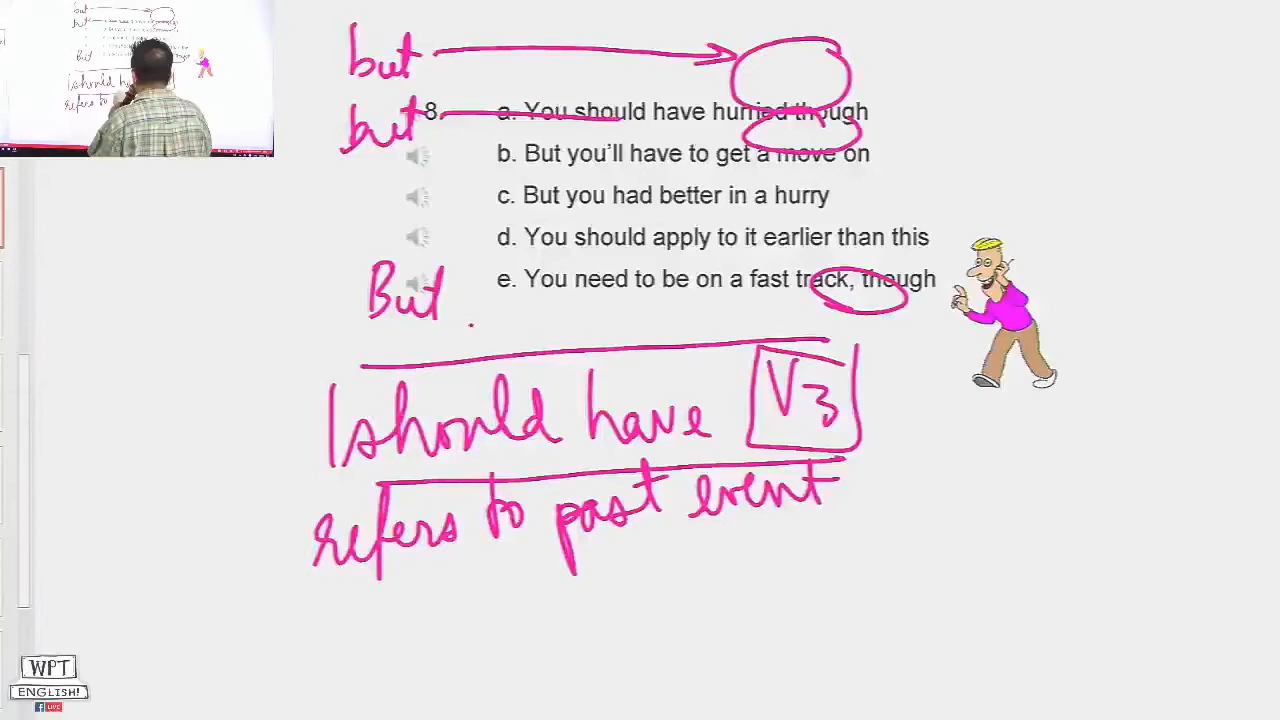 but
but 8. a. You should have hurried though
b. But you'll have to get a move on
c. But you had better in a hurry
d. You should apply to it earlier than this
But e. You need to be on a fast track, though
should have V3
refers to past event
WPT
ENGLISH!
LIVE